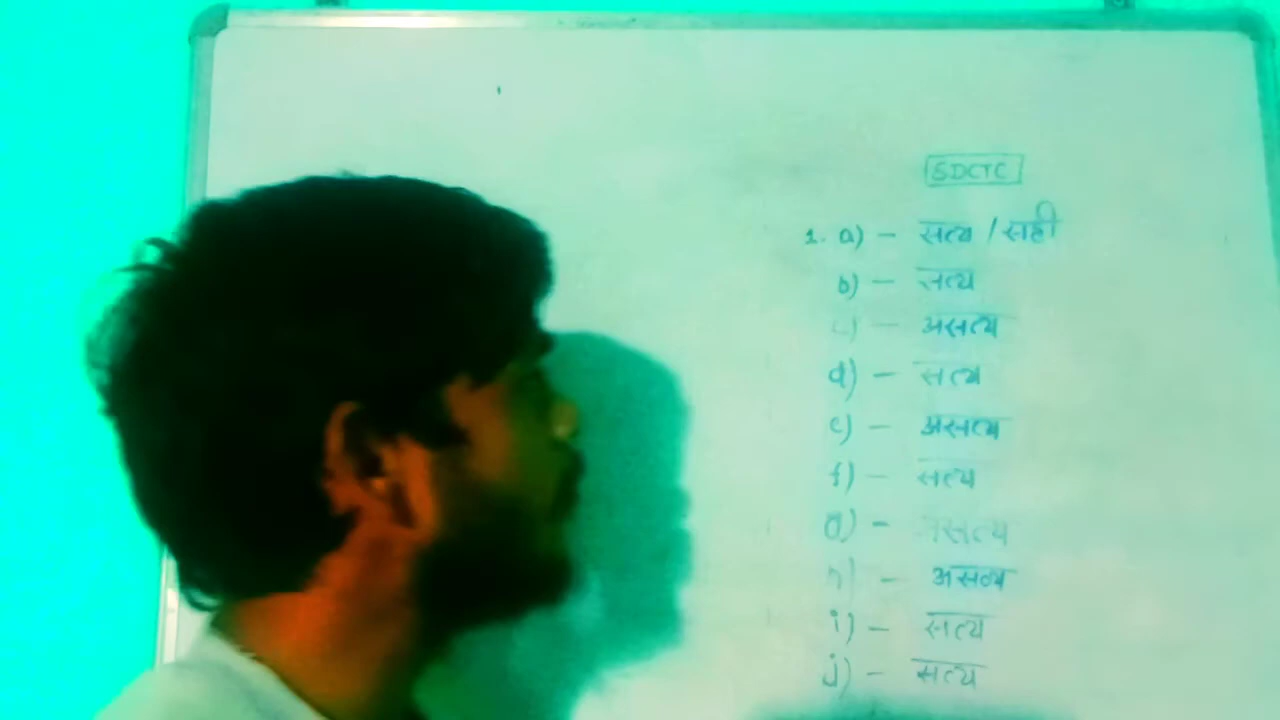 SDCTC
1. a) - सत्य / सही
b) - सत्य
c) - असत्य
d) - सत्य
e) - असत्य
f) - सत्य
g) - असत्य
h) - असत्य
i) - सत्य
j) - सत्य